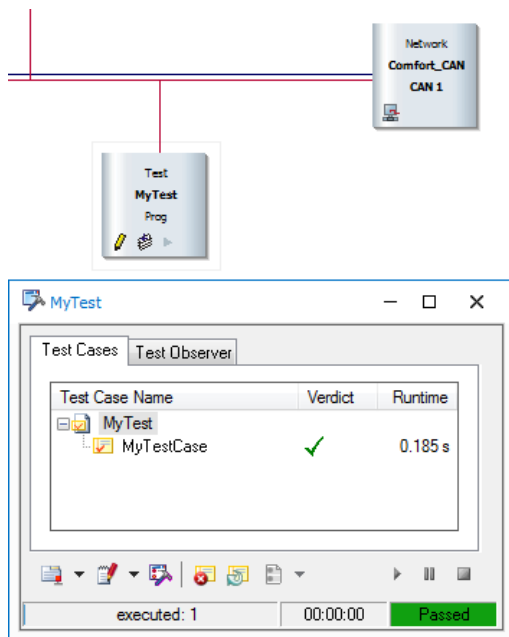 Network
Comfort_CAN
CAN 1
Test
MyTest
Prog
MyTest
Test Cases Test Observer
Test Case Name Verdict Runtime
MyTest
MyTestCase 0.185 s
executed: 1 00:00:00 Passed